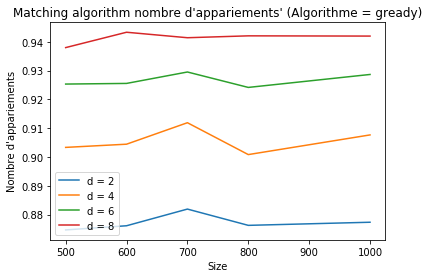 Matching algorithm nombre d'appariements' (Algorithme = gready)
Nombre d'appariements
0.94
0.93
0.92
0.91
0.90
0.89
0.88
d = 2
d = 4
d = 6
d = 8
500
600
700
800
900
1000
Size